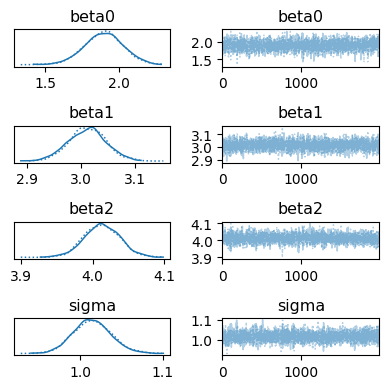 beta0 beta0
2.0
1.5
1.5 2.0 0 1000
beta1 beta1
3.1
3.0
2.9
2.9 3.0 3.1 0 1000
beta2 beta2
4.1
4.0
3.9
3.9 4.0 4.1 0 1000
sigma sigma
1.1
1.0
1.0 1.1 0 1000